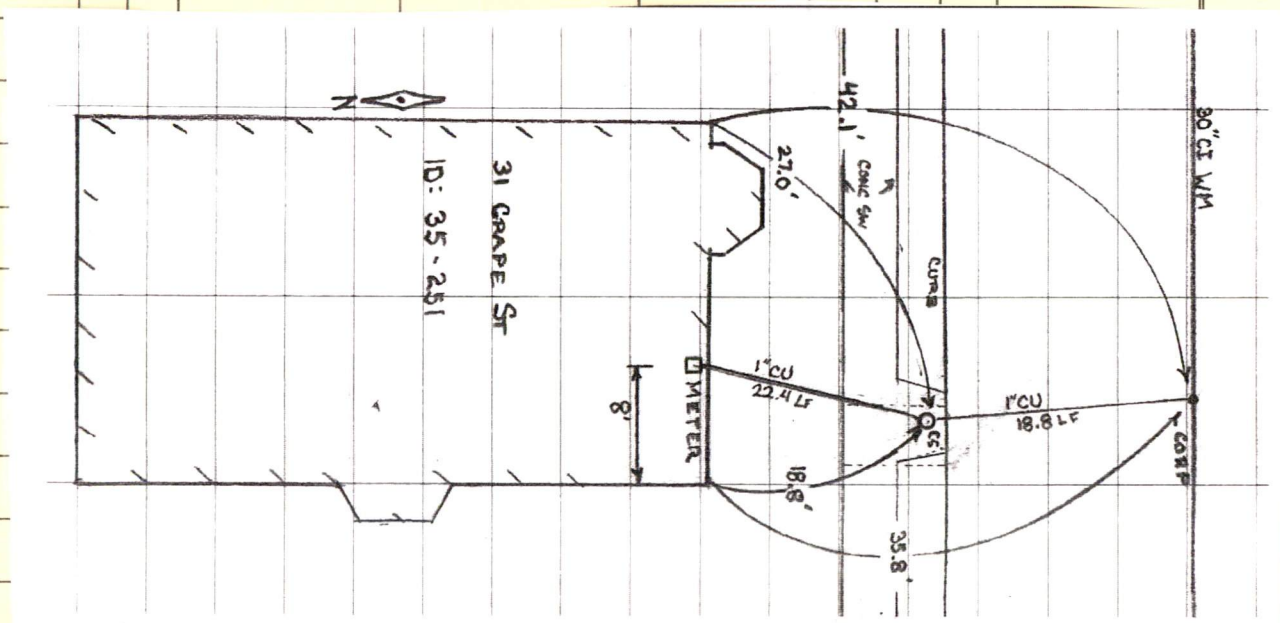 N
31 GRAPE ST
ID: 35-251
42.1'
27.0'
CONC SW
CURB
30" CI WM
METER
8'
1"CU
22.4 LF
CS
1"CU
18.8 LF
CORP
18.8'
35.8'